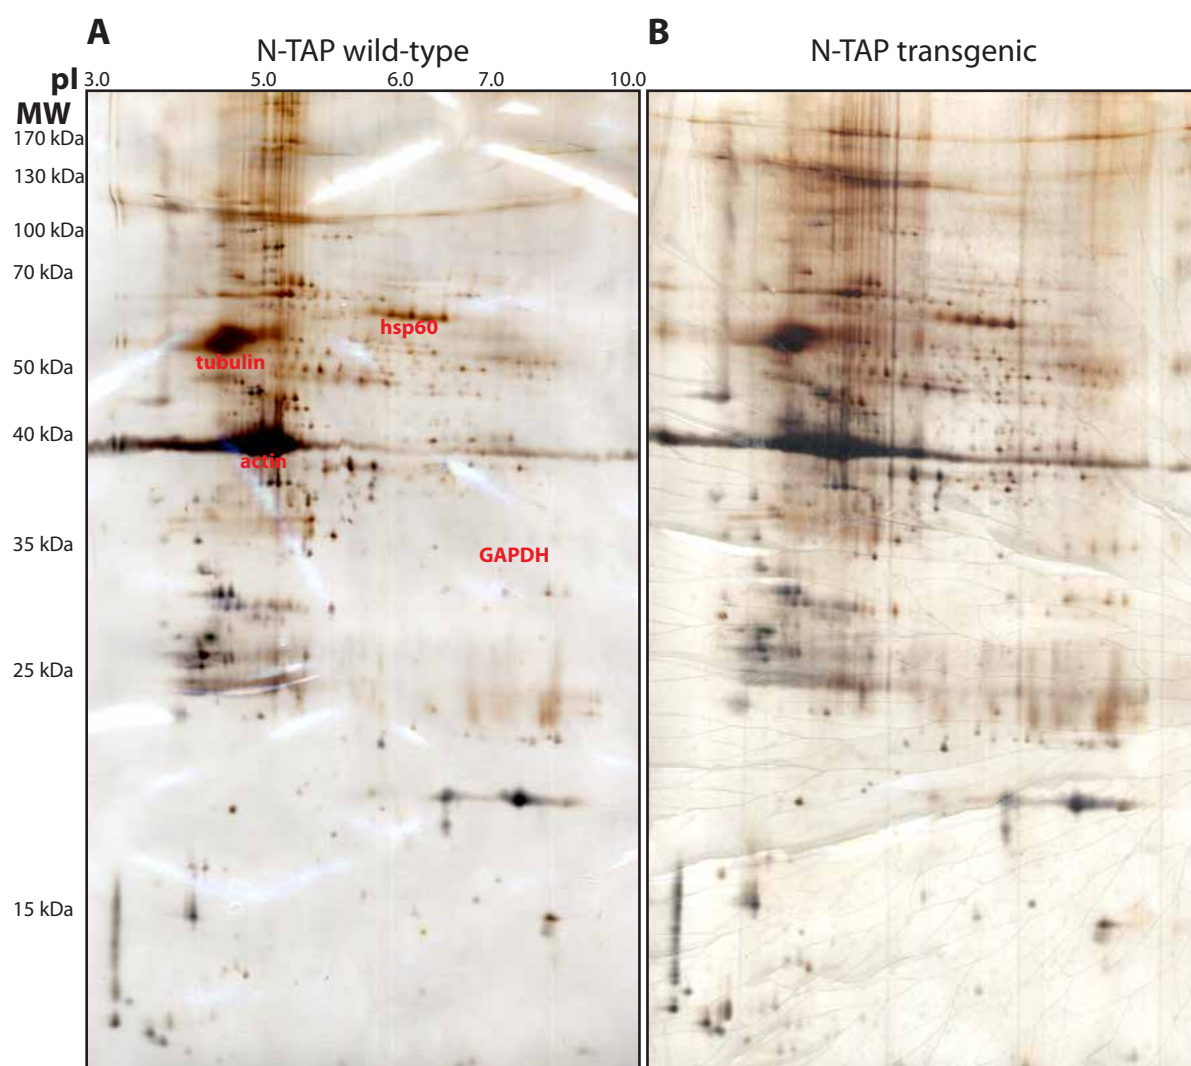 A
B
N-TAP wild-type
N-TAP transgenic
pI
3.0 5.0 6.0 7.0 10.0
MW
170 kDa
130 kDa
100 kDa
70 kDa
hsp60
tubulin
50 kDa
40 kDa
actin
35 kDa
GAPDH
25 kDa
15 kDa